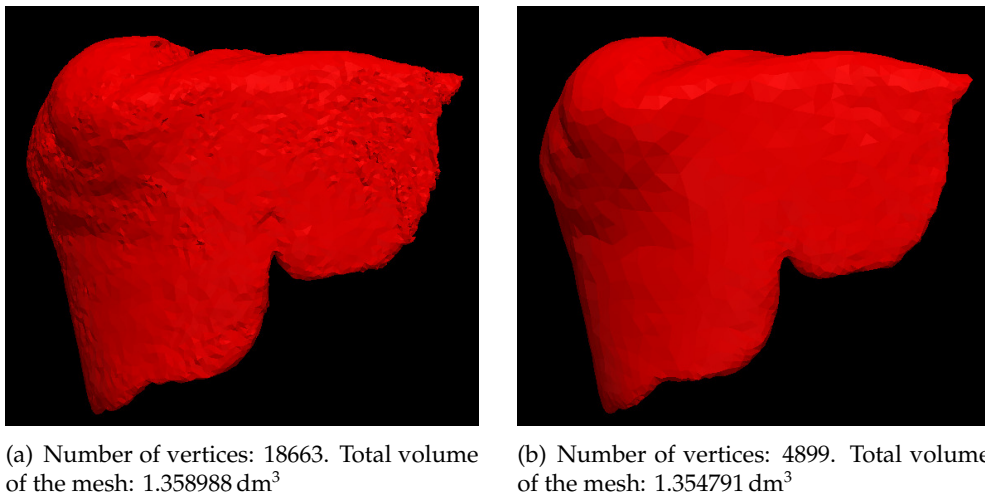 (a) Number of vertices: 18663. Total volume
of the mesh: 1.358988 dm³
(b) Number of vertices: 4899. Total volume
of the mesh: 1.354791 dm³